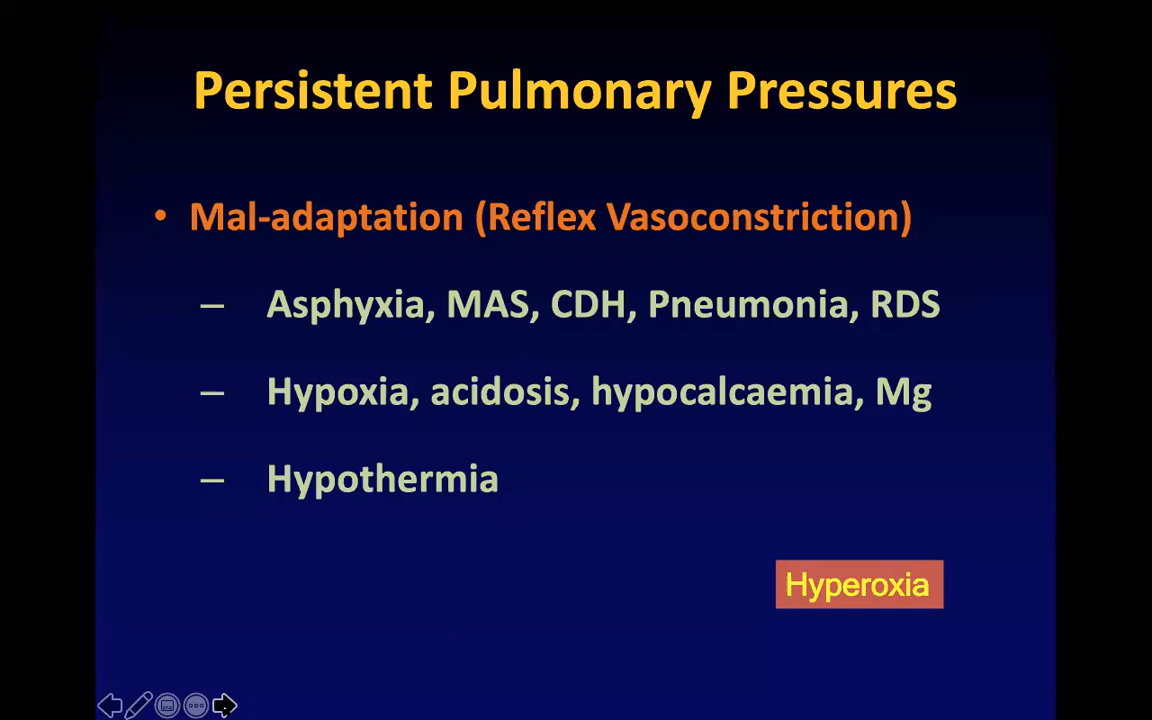 Persistent Pulmonary Pressures
• Mal-adaptation (Reflex Vasoconstriction)
– Asphyxia, MAS, CDH, Pneumonia, RDS
– Hypoxia, acidosis, hypocalcaemia, Mg
– Hypothermia
Hyperoxia